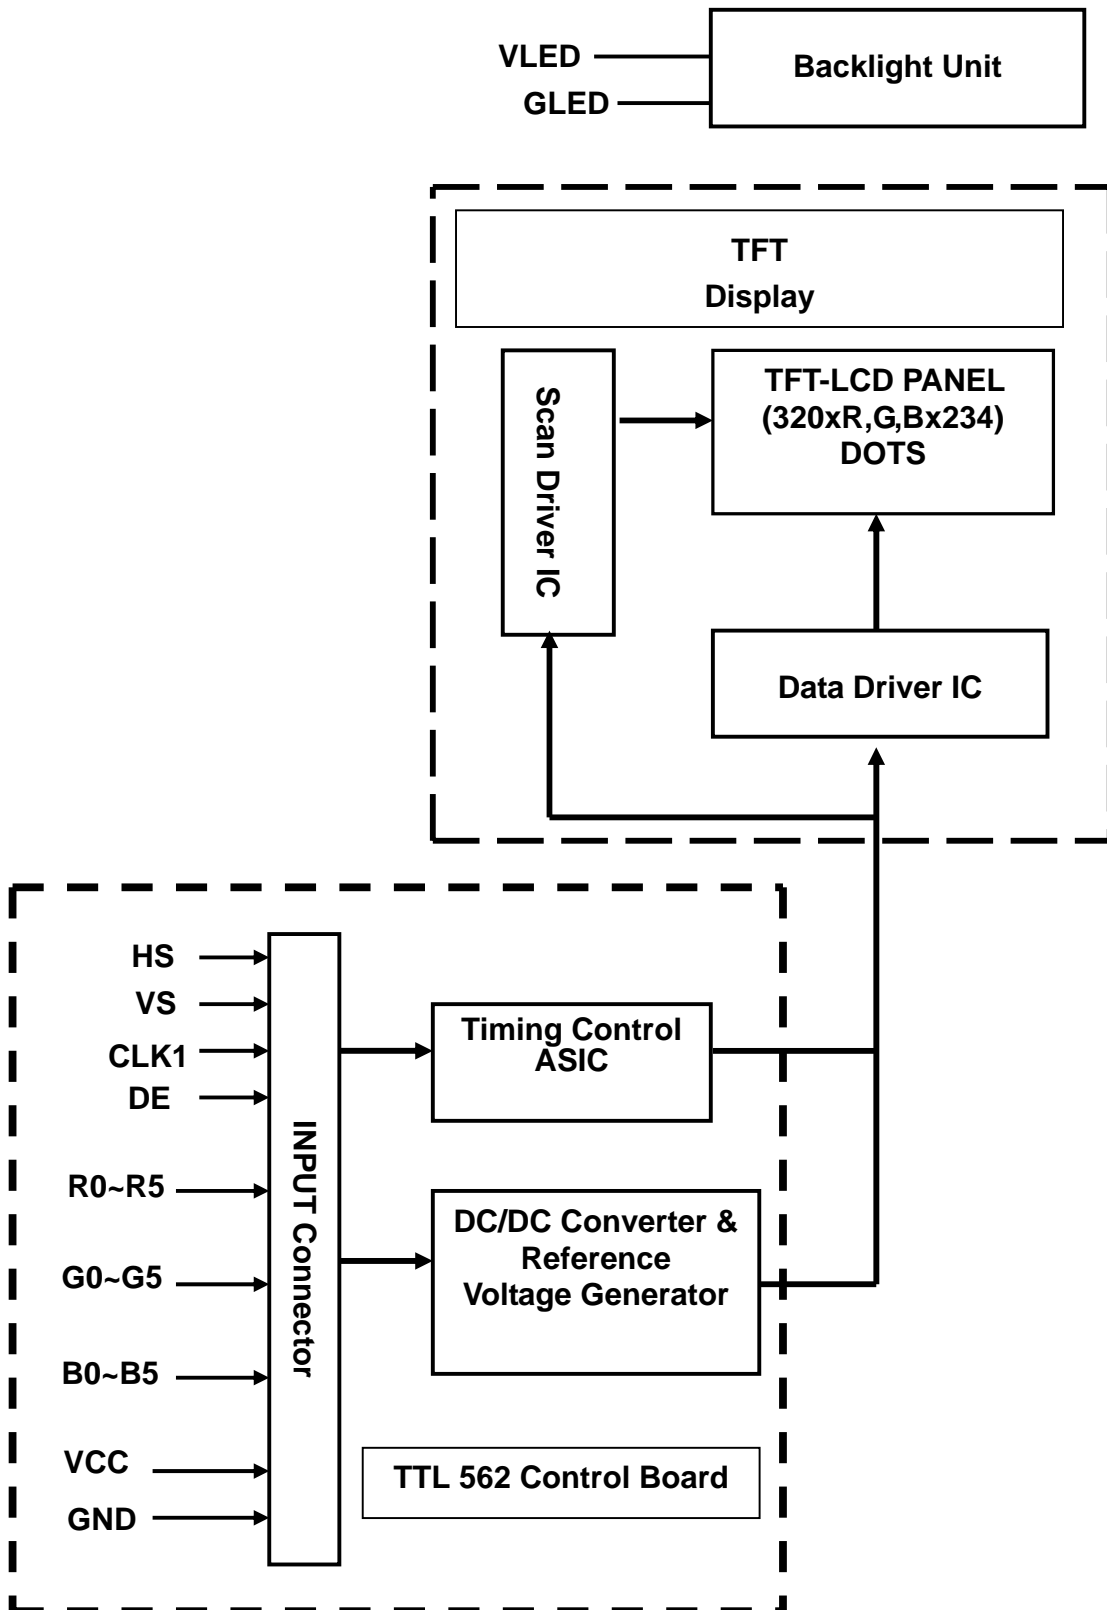 VLED
GLED
Backlight Unit
TFT
Display
Scan Driver IC
TFT-LCD PANEL
(320xR,G,Bx234)
DOTS
Data Driver IC
HS
VS
CLK1
DE
R0~R5
G0~G5
B0~B5
VCC
GND
INPUT Connector
Timing Control
ASIC
DC/DC Converter &
Reference
Voltage Generator
TTL 562 Control Board